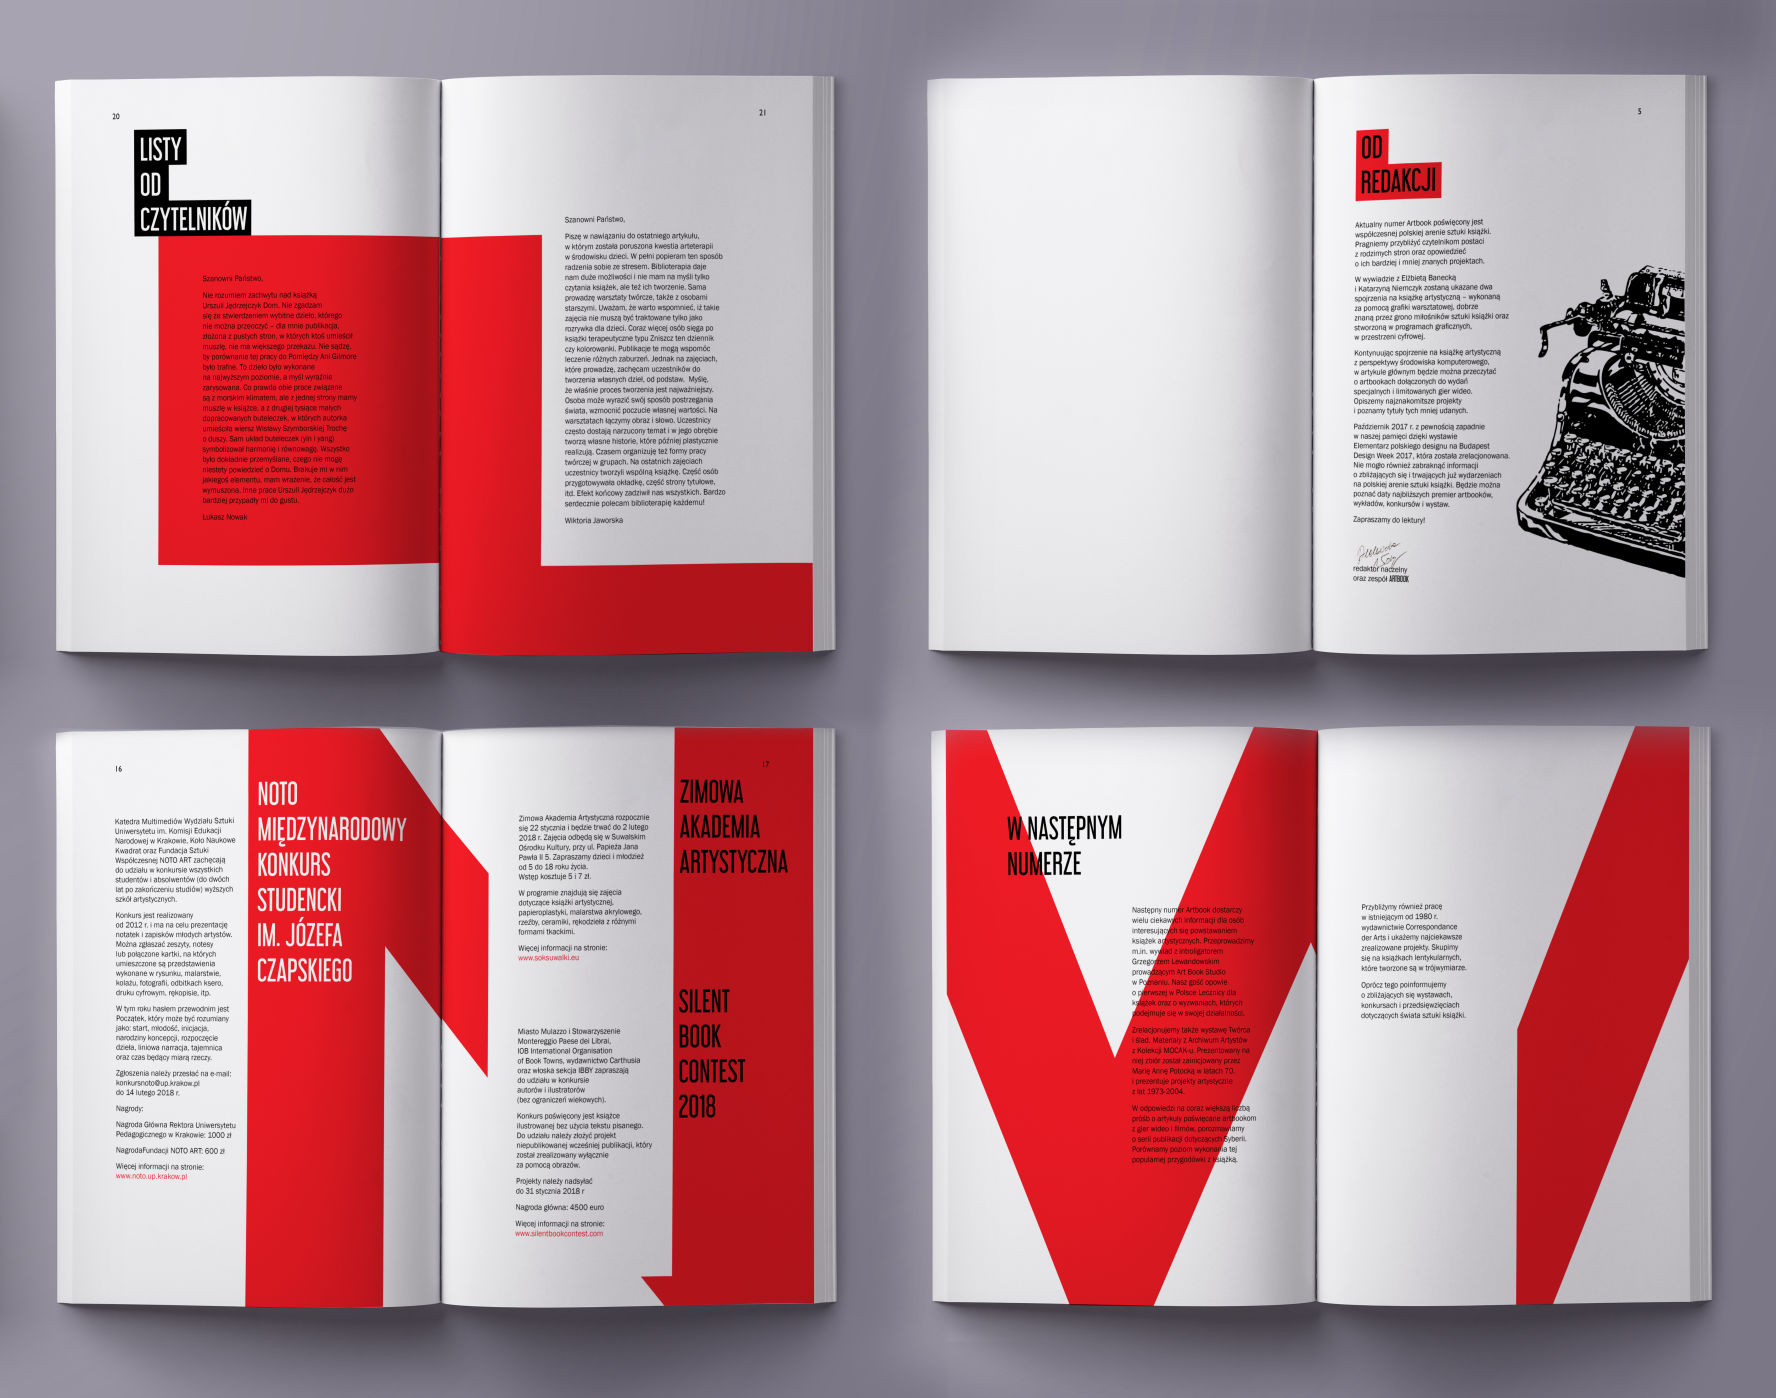 20
LISTY
OD
CZYTELNIKÓW
Szanowni Państwo,
Nie rozumiem zachwytu nad książką
Urszuli Jędrzejczyk Dom. Nie zgadzam
się ze stwierdzeniem wybitne dzieło, którego
nie można przeoczyć – dla mnie publikacja,
złożona z pustych stron, w których ktoś umieścił
muszlę, nie ma większego przekazu. Nie sądzę,
by porównanie tej pracy do Pomiędzy Ani Gilmore
było trafne. To dzieło było wykonane
na najwyższym poziomie, a myśl wyraźnie
zarysowana. Co prawda obie prace związane
są z morskim klimatem, ale z jednej strony mamy
muszlę w książce, a z drugiej tysiące małych
dopracowanych buteleczek, w których autorka
umieściła wiersz Wisławy Szymborskiej Trochę
o duszy. Sam układ buteleczek (yin i yang)
symbolizował harmonię i równowagę. Wszystko
było dokładnie przemyślane, czego nie mogę
niestety powiedzieć o Domu. Brakuje mi w nim
jakiegoś elementu, mam wrażenie, że całość jest
wymuszona. Inne prace Urszuli Jędrzejczyk dużo
bardziej przypadły mi do gustu.
Łukasz Nowak
21
Szanowni Państwo,
Piszę w nawiązaniu do ostatniego artykułu,
w którym została poruszona kwestia arteterapii
w środowisku dzieci. W pełni popieram ten sposób
radzenia sobie ze stresem. Biblioterapia daje
nam duże możliwości i nie mam na myśli tylko
czytania książek, ale też ich tworzenie. Sama
prowadzę warsztaty twórcze, także z osobami
starszymi. Uważam, że warto wspomnieć, iż takie
zajęcia nie muszą być traktowane tylko jako
rozrywka dla dzieci. Coraz więcej osób sięga po
książki terapeutyczne typu Zniszcz ten dziennik
czy kolorowanki. Publikacje te mogą wspomóc
leczenie różnych zaburzeń. Jednak na zajęciach,
które prowadzę, zachęcam uczestników do
tworzenia własnych dzieł, od podstaw. Myślę,
że właśnie proces tworzenia jest najważniejszy.
Osoba może wyrazić swój sposób postrzegania
świata, wzmocnić poczucie własnej wartości. Na
warsztatach łączymy obraz i słowo. Uczestnicy
często dostają narzucony temat i w jego obrębie
tworzą własne historie, które później plastycznie
realizują. Czasem organizuję też formy pracy
twórczej w grupach. Na ostatnich zajęciach
uczestnicy tworzyli wspólną książkę. Część osób
przygotowywała okładkę, część strony tytułowe,
itd. Efekt końcowy zadziwił nas wszystkich. Bardzo
serdecznie polecam biblioterapię każdemu!
Wiktoria Jaworska
5
OD
REDAKCJI
Aktualny numer Artbook poświęcony jest
współczesnej polskiej arenie sztuki książki.
Pragniemy przybliżyć czytelnikom postaci
z rodzimych stron oraz opowiedzieć
o ich bardziej i mniej znanych projektach.
W wywiadzie z Elżbietą Banecką
i Katarzyną Niemczyk zostaną ukazane dwa
spojrzenia na książkę artystyczną – wykonaną
za pomocą grafiki warsztatowej, dobrze
znaną przez grono miłośników sztuki książki oraz
stworzoną w programach graficznych,
w przestrzeni cyfrowej.
Kontynuując spojrzenie na książkę artystyczną
z perspektywy środowiska komputerowego,
w artykule głównym będzie można przeczytać
o artbookach dołączonych do wydań
specjalnych i limitowanych gier wideo.
Opiszemy najznakomitsze projekty
i poznamy tytuły tych mniej udanych.
Październik 2017 r. z pewnością zapadnie
w naszej pamięci dzięki wystawie
Elementarz polskiego designu na Budapest
Design Week 2017, która została zrelacjonowana.
Nie mogło również zabraknąć informacji
o zbliżających się i trwających już wydarzeniach
na polskiej arenie sztuki książki. Będzie można
poznać daty najbliższych premier artbooków,
wykładów, konkursów i wystaw.
Zapraszamy do lektury!
redaktor naczelny
oraz zespół ARTBOOK
16
Katedra Multimediów Wydziału Sztuki
Uniwersytetu im. Komisji Edukacji
Narodowej w Krakowie, Koło Naukowe
Kwadrat oraz Fundacja Sztuki
Współczesnej NOTO ART zachęcają
do udziału w konkursie wszystkich
studentów i absolwentów (do dwóch
lat po zakończeniu studiów) wyższych
szkół artystycznych.
Konkurs jest realizowany
od 2012 r. i ma na celu prezentację
notatek i zapisków młodych artystów.
Można zgłaszać zeszyty, notesy
lub połączone kartki, na których
umieszczone są przedstawienia
wykonane w rysunku, malarstwie,
kolażu, fotografii, odbitkach ksero,
druku cyfrowym, rękopisie, itp.
W tym roku hasłem przewodnim jest
Początek, który może być rozumiany
jako: start, młodość, inicjacja,
narodziny koncepcji, rozpoczęcie
dzieła, liniowa narracja, tajemnica
oraz czas będący miarą rzeczy.
Zgłoszenia należy przesłać na e-mail:
konkursnoto@up.krakow.pl
do 14 lutego 2018 r.
Nagrody:
Nagroda Główna Rektora Uniwersytetu
Pedagogicznego w Krakowie: 1000 zł
NagrodaFundacji NOTO ART: 600 zł
Więcej informacji na stronie:
www.noto.up.krakow.pl
NOTO
MIĘDZYNARODOWY
KONKURS
STUDENCKI
IM. JÓZEFA
CZAPSKIEGO
17
Zimowa Akademia Artystyczna rozpocznie
się 22 stycznia i będzie trwać do 2 lutego
2018 r. Zajęcia odbędą się w Suwalskim
Ośrodku Kultury, przy ul. Papieża Jana
Pawła II 5. Zapraszamy dzieci i młodzież
od 5 do 18 roku życia.
Wstęp kosztuje 5 i 7 zł.
W programie znajdują się zajęcia
dotyczące książki artystycznej,
papieroplastyki, malarstwa akrylowego,
rzeźby, ceramiki, rękodzieła z różnymi
formami tkackimi.
Więcej informacji na stronie:
www.soksuwalki.eu
ZIMOWA
AKADEMIA
ARTYSTYCZNA
Miasto Mulazzo i Stowarzyszenie
Montereggio Paese dei Librai,
IOB International Organisation
of Book Towns, wydawnictwo Carthusia
oraz włoska sekcja IBBY zapraszają
do udziału w konkursie
autorów i ilustratorów
(bez ograniczeń wiekowych).
Konkurs poświęcony jest książce
ilustrowanej bez użycia tekstu pisanego.
Do udziału należy złożyć projekt
niepublikowanej wcześniej publikacji, który
został zrealizowany wyłącznie
za pomocą obrazów.
Projekty należy nadsyłać
do 31 stycznia 2018 r
Nagroda główna: 4500 euro
Więcej informacji na stronie:
www.silentbookcontest.com
SILENT
BOOK
CONTEST
2018
W NASTĘPNYM
NUMERZE
Następny numer Artbook dostarczy
wielu ciekawych informacji dla osób
interesujących się powstawaniem
książek artystycznych. Przeprowadzimy
m.in. wywiad z introligatorem
Grzegorzem Lewandowskim
prowadzącym Art Book Studio
w Poznaniu. Nasz gość opowie
o pierwszej w Polsce Lecznicy dla
książek oraz o wyzwaniach, których
podejmuje się w swojej działalności.
Zrelacjonujemy także wystawę Twórca
i ślad. Materiały z Archiwum Artystów
z Kolekcji MOCAK-u. Prezentowany na
niej zbiór został zainicjowany przez
Marię Annę Potocką w latach 70.
i prezentuje projekty artystyczne
z lat 1973-2004.
W odpowiedzi na coraz większą liczbą
próśb o artykuły poświęcane artbookom
z gier wideo i filmów, porozmawiamy
o serii publikacji dotyczących Syberii.
Porównamy poziom wykonania tej
popularnej przygodówki z książką.
Przybliżymy również pracę
w istniejącym od 1980 r.
wydawnictwie Correspondance
der Arts i ukażemy najciekawsze
zrealizowane projekty. Skupimy
się na książkach lentykularnych,
które tworzone są w trójwymiarze.
Oprócz tego poinformujemy
o zbliżających się wystawach,
konkursach i przedsięwzięciach
dotyczących świata sztuki książki.